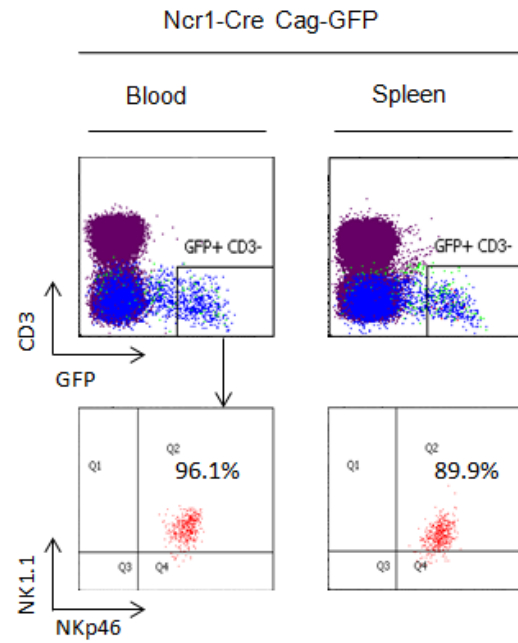 Ncr1-Cre Cag-GFP
Blood
Spleen
GFP+ CD3-
GFP+ CD3-
CD3
GFP
Q1
Q2
96.1%
Q3
Q4
Q1
Q2
89.9%
Q3
Q4
NK1.1
NKp46